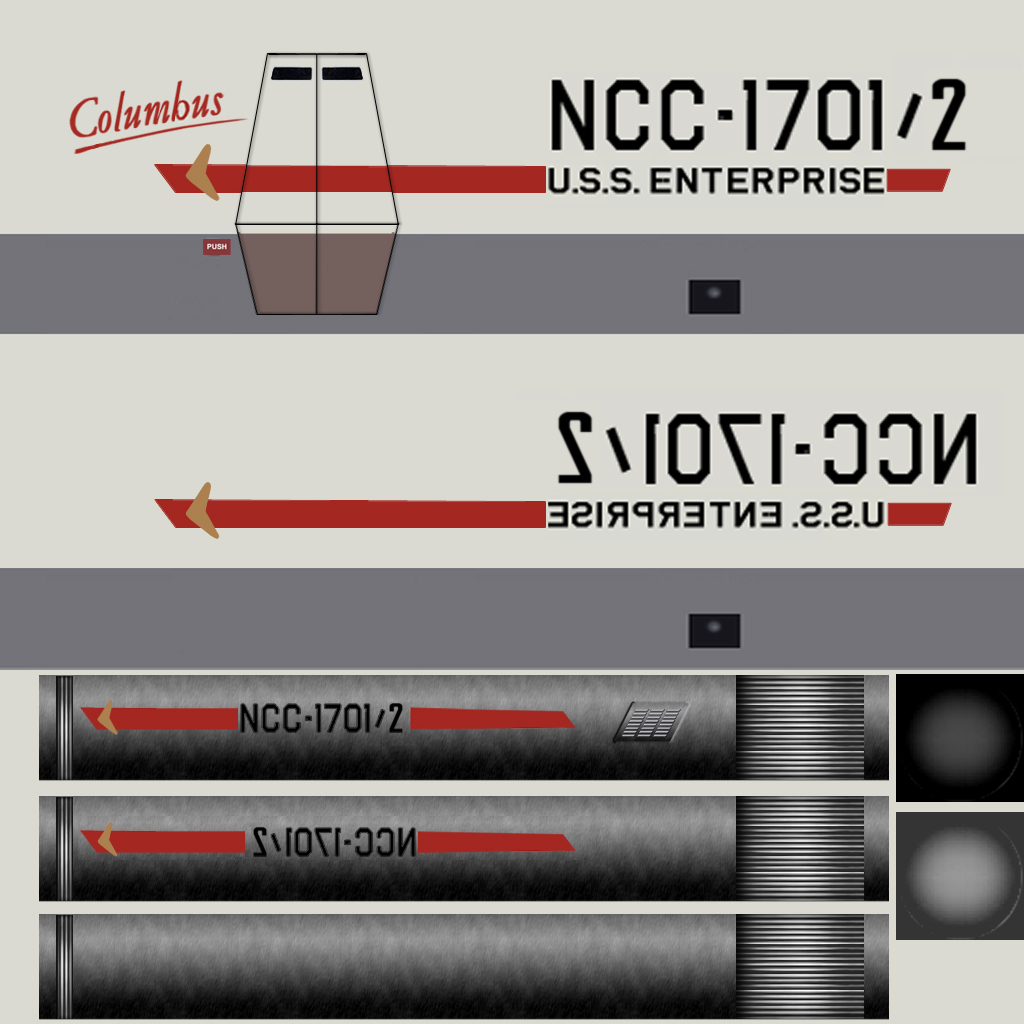 Columbus
NCC-1701/2
U.S.S. ENTERPRISE
PUSH
NCC-1701/2
U.S.S. ENTERPRISE
NCC-1701/2
NCC-1701/2